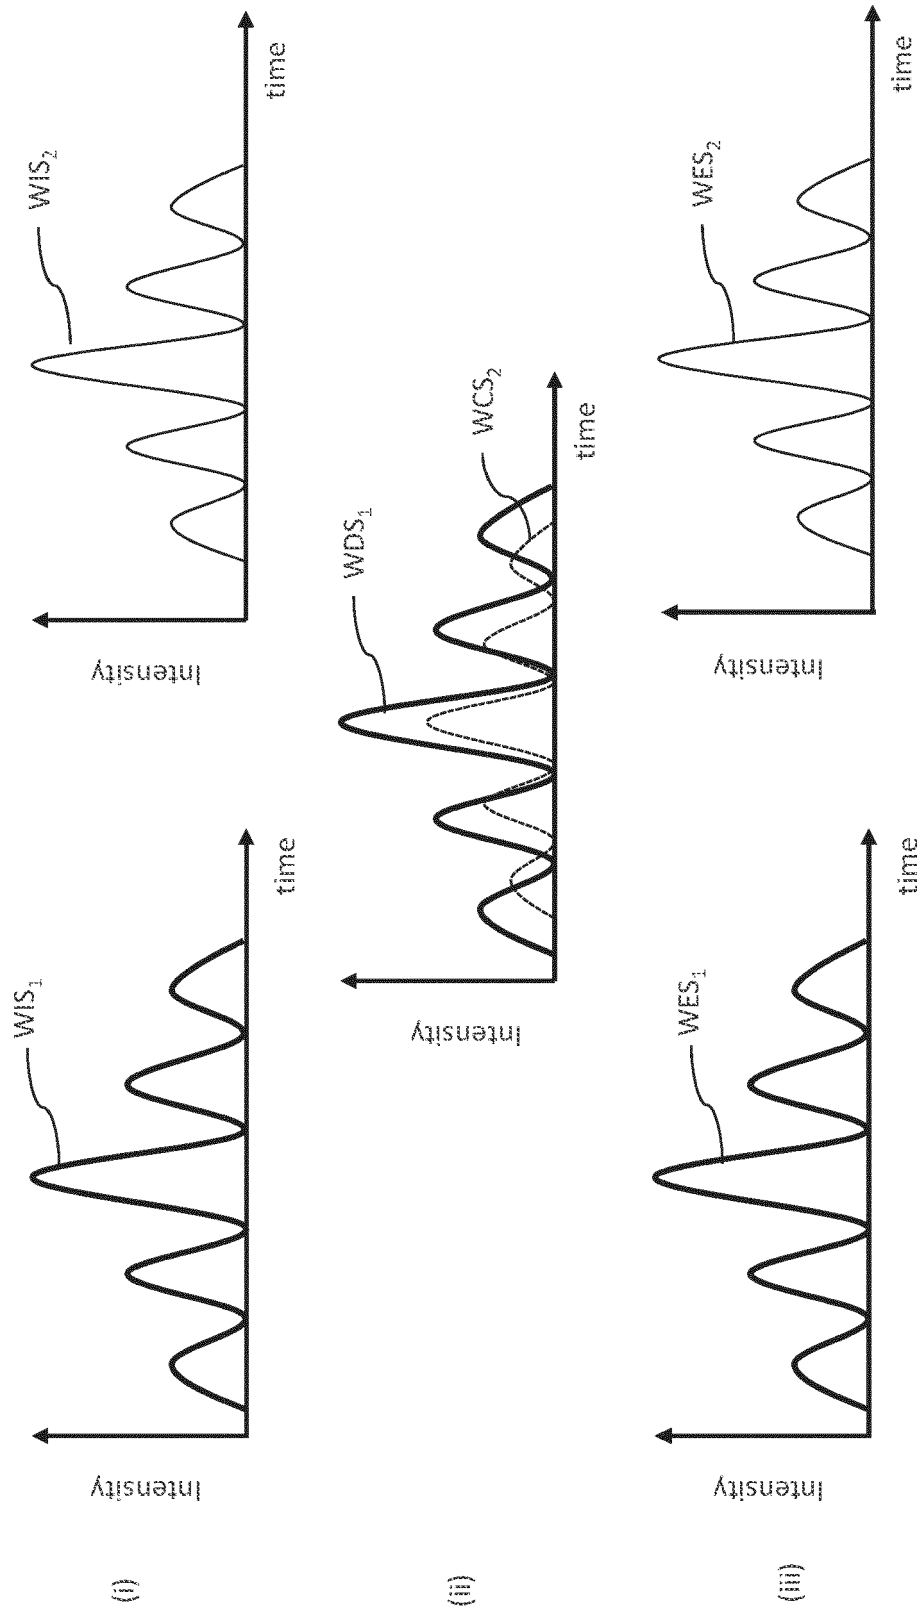 (i)
Intensity
WIS₁
time
Intensity
WIS₂
time
(ii)
Intensity
WDS₁
WCS₂
time
(iii)
Intensity
WES₁
time
Intensity
WES₂
time